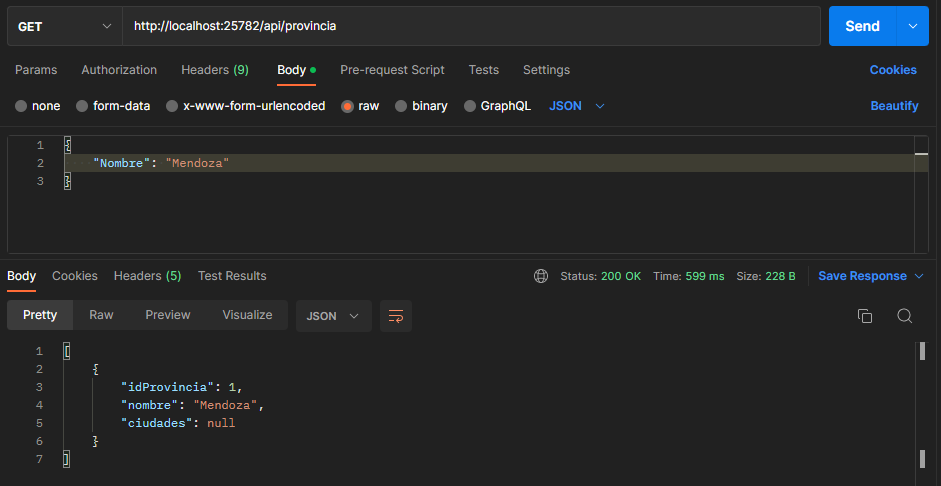 GET http://localhost:25782/api/provincia Send
Params Authorization Headers (9) Body Pre-request Script Tests Settings Cookies
none form-data x-www-form-urlencoded raw binary GraphQL JSON Beautify
1 {
2 "Nombre": "Mendoza"
3 }
Body Cookies Headers (5) Test Results Status: 200 OK Time: 599 ms Size: 228 B Save Response
Pretty Raw Preview Visualize JSON
1 [
2 {
3 "idProvincia": 1,
4 "nombre": "Mendoza",
5 "ciudades": null
6 }
7 ]